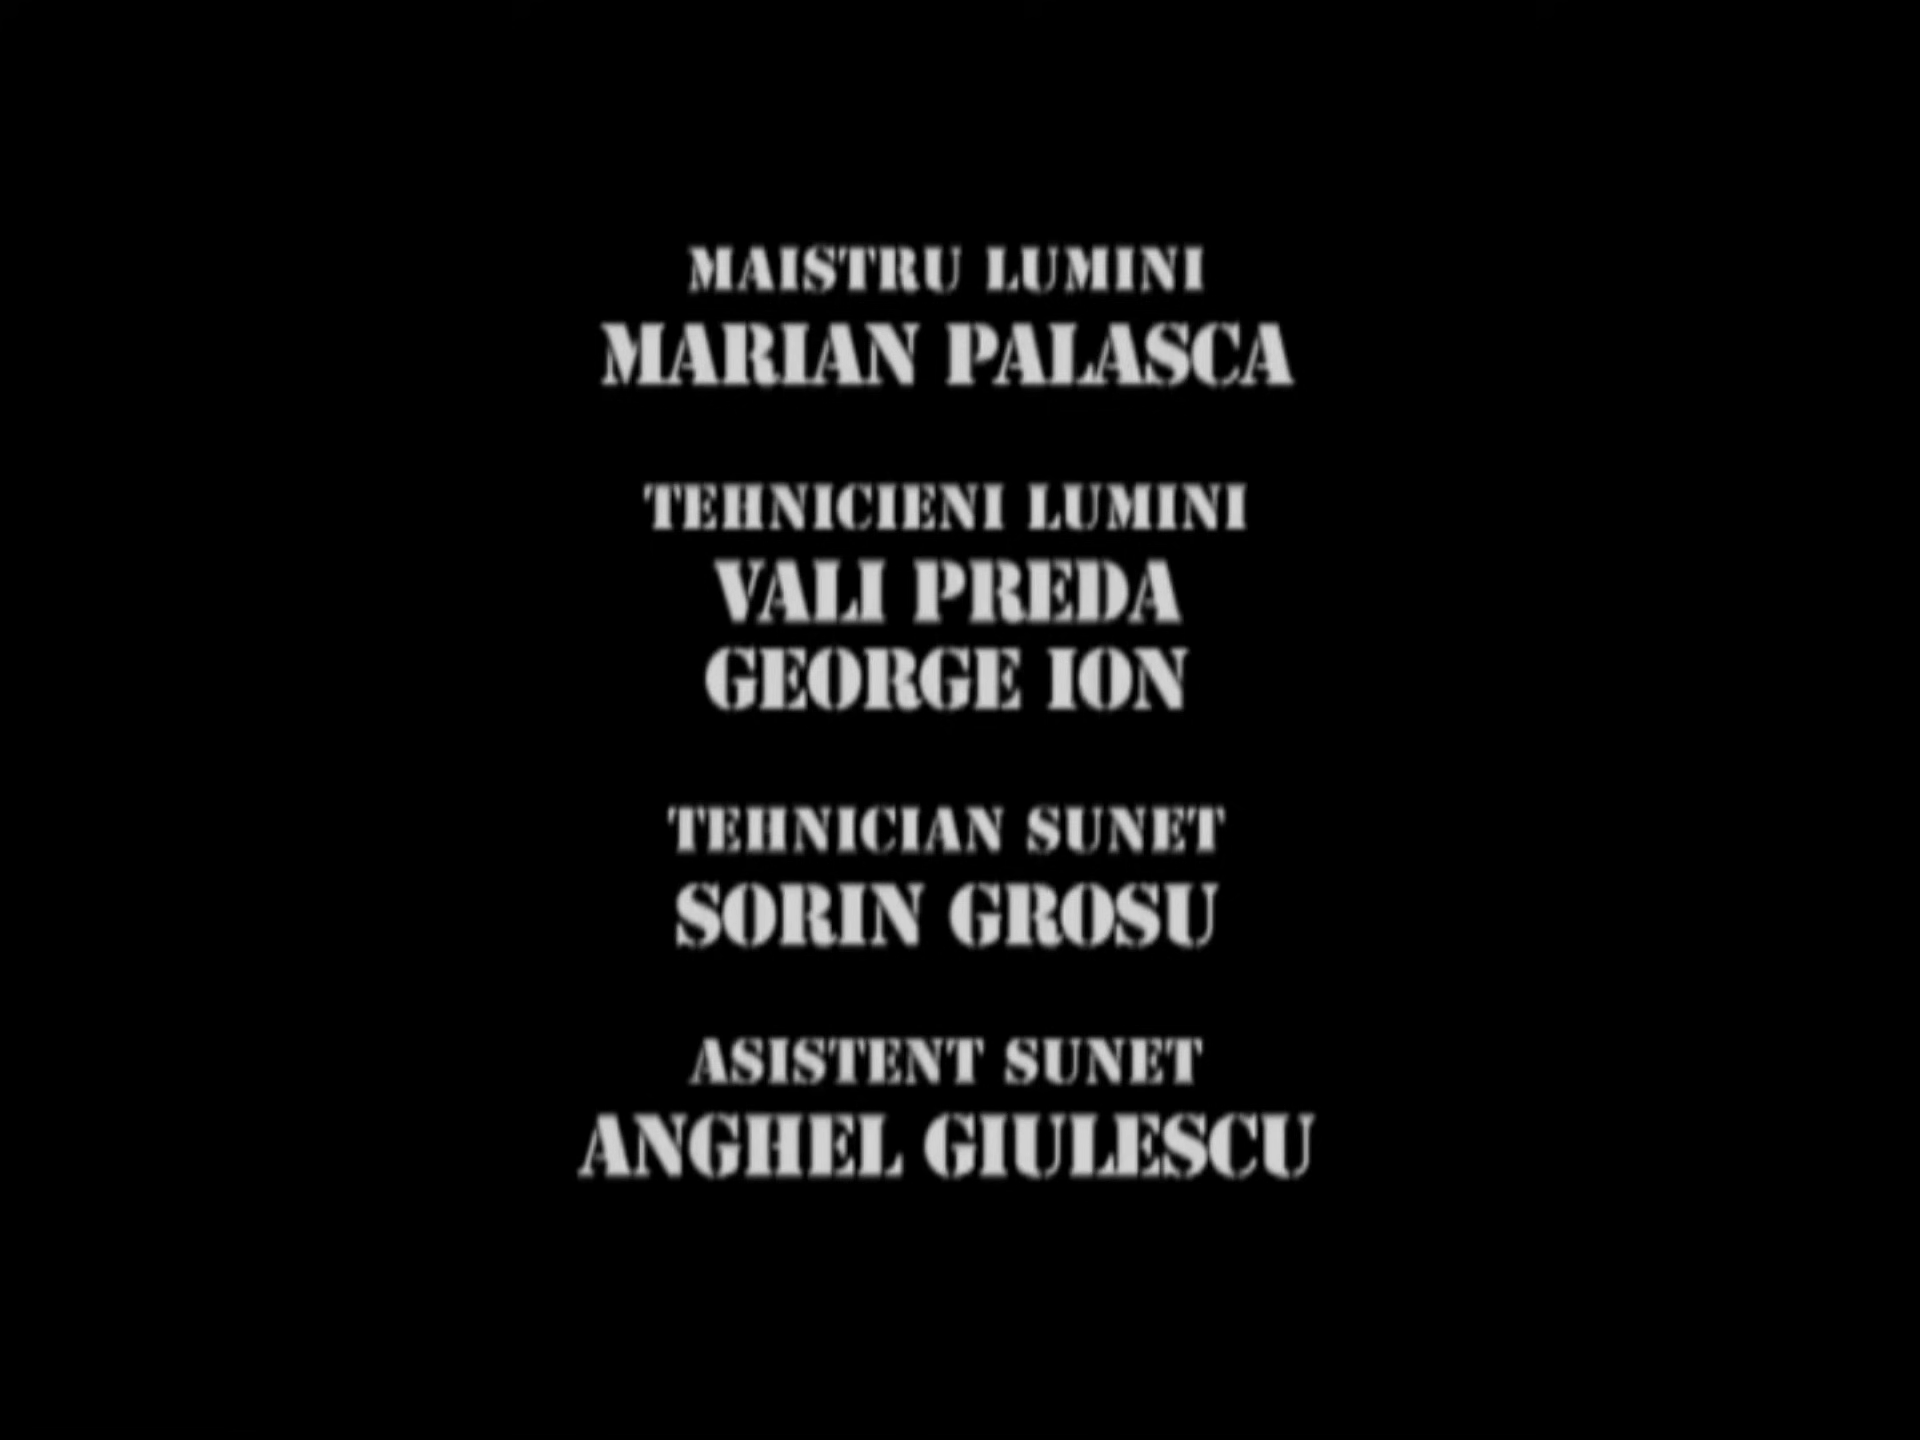 MAISTRU LUMINI
MARIAN PALASCA
TEHNICIENI LUMINI
VALI PREDA
GEORGE ION
TEHNICIAN SUNET
SORIN GROSU
ASISTENT SUNET
ANGHEL GIULESCU